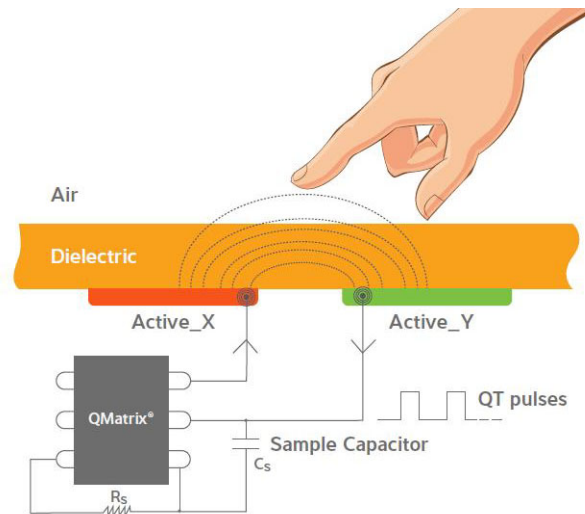 Air
Dielectric
Active_X
Active_Y
QMatrix®
QT pulses
Sample Capacitor
Cs
Rs